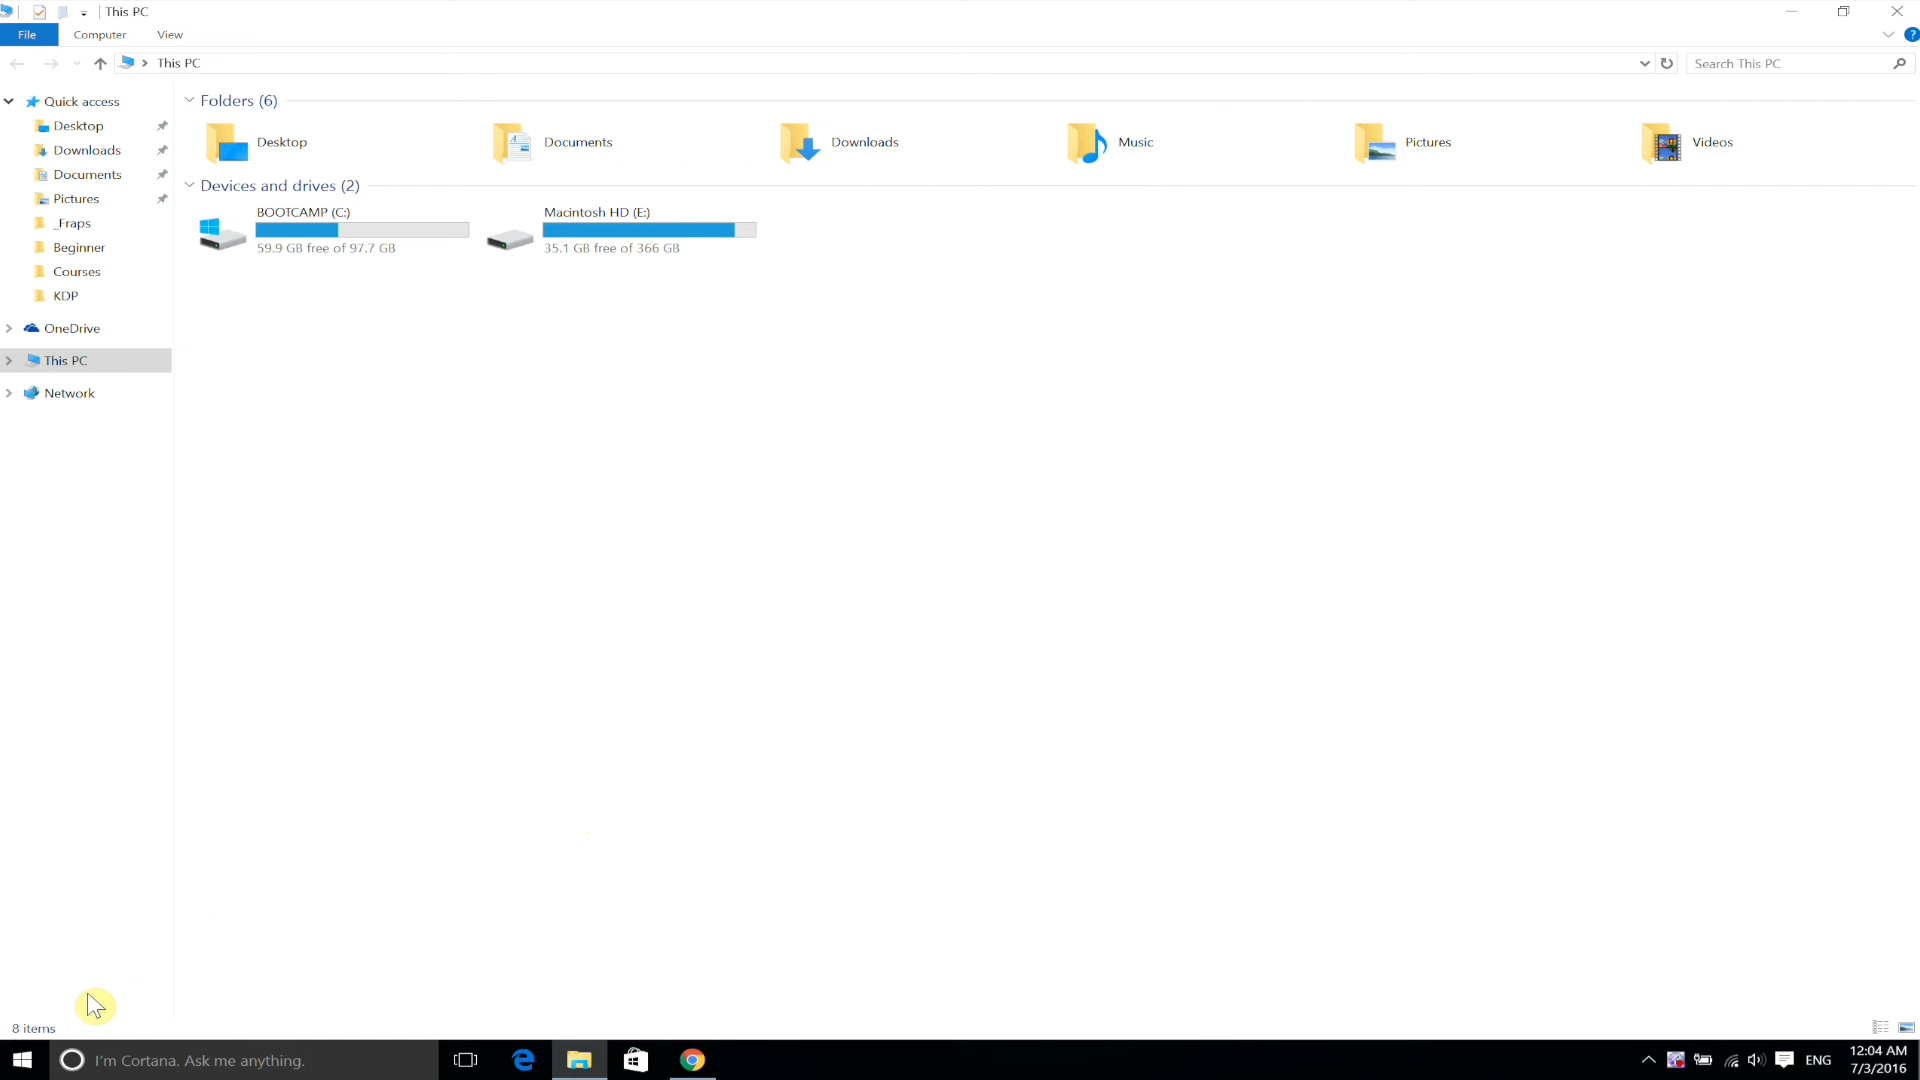 This PC
File
Computer
View
?
This PC
Search This PC
Quick access
Desktop
Downloads
Documents
Pictures
_Fraps
Beginner
Courses
KDP
OneDrive
This PC
Network
Folders (6)
Desktop
Documents
Downloads
Music
Pictures
Videos
Devices and drives (2)
BOOTCAMP (C:)
59.9 GB free of 97.7 GB
Macintosh HD (E:)
35.1 GB free of 366 GB
8 items
I'm Cortana. Ask me anything.
ENG
12:04 AM
7/3/2016